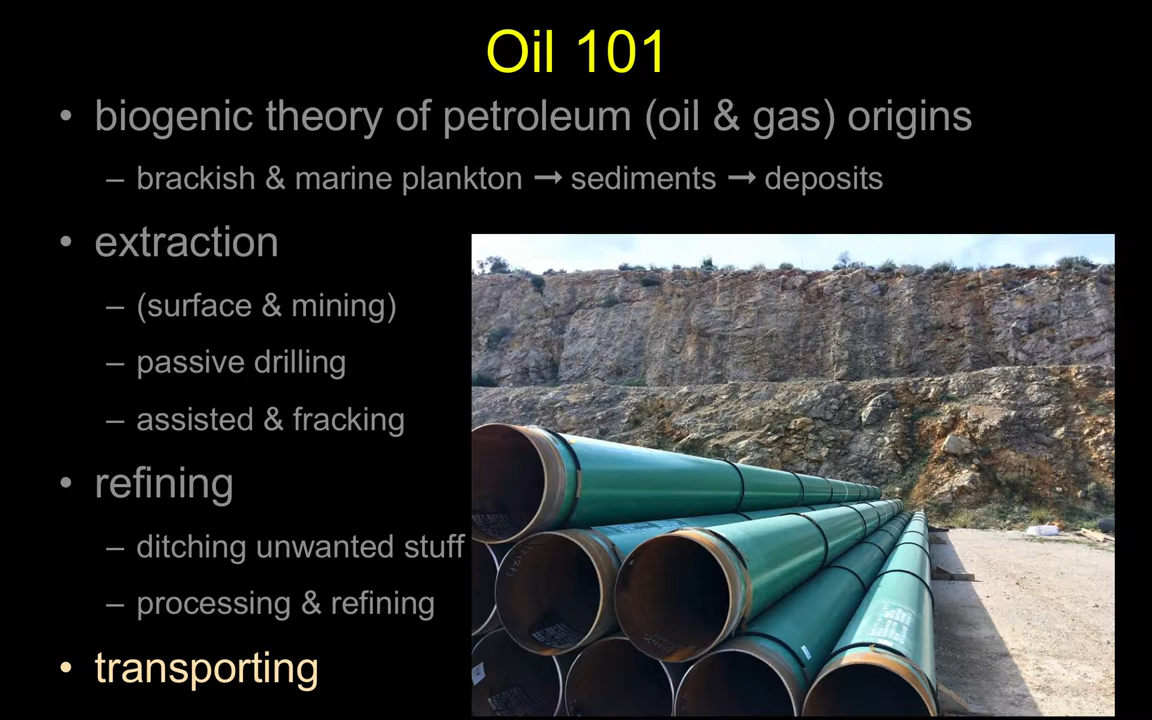 Oil 101
• biogenic theory of petroleum (oil & gas) origins
– brackish & marine plankton → sediments → deposits
• extraction
– (surface & mining)
– passive drilling
– assisted & fracking
• refining
– ditching unwanted stuff
– processing & refining
• transporting